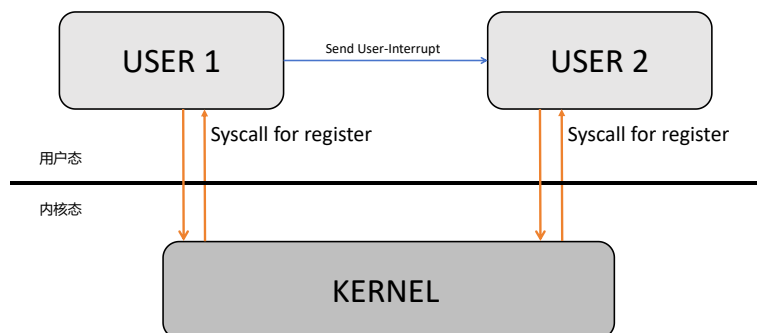 USER 1
Send User-Interrupt
USER 2
Syscall for register
Syscall for register
用户态
内核态
KERNEL